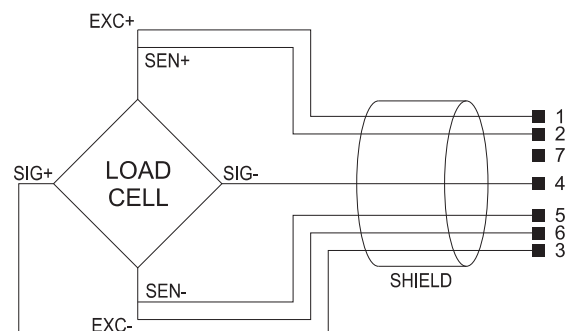 EXC+
SEN+
1
2
7
SIG+
LOAD
CELL
SIG-
4
5
6
3
SEN-
SHIELD
EXC-